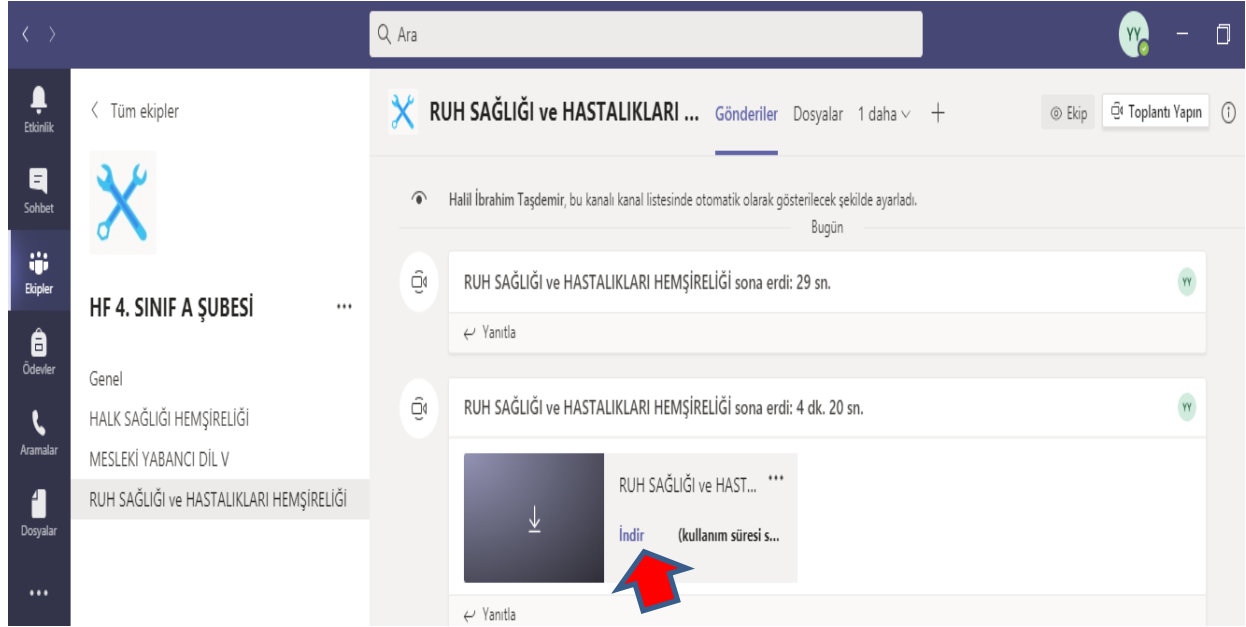 Ara
YY
Etkinlik
Sohbet
Ekipler
Ödevler
Aramalar
Dosyalar
Tüm ekipler
HF 4. SINIF A ŞUBESİ
Genel
HALK SAĞLIĞI HEMŞİRELİĞİ
MESLEKİ YABANCI DİL V
RUH SAĞLIĞI ve HASTALIKLARI HEMŞİRELİĞİ
RUH SAĞLIĞI ve HASTALIKLARI ... Gönderiler Dosyalar 1 daha Ekip Toplantı Yapın
Halil İbrahim Taşdemir, bu kanalı kanal listesinde otomatik olarak gösterilecek şekilde ayarladı.
Bugün
RUH SAĞLIĞI ve HASTALIKLARI HEMŞİRELİĞİ sona erdi: 29 sn. YY
Yanıtla
RUH SAĞLIĞI ve HASTALIKLARI HEMŞİRELİĞİ sona erdi: 4 dk. 20 sn. YY
RUH SAĞLIĞI ve HAST...
İndir (kullanım süresi s...
Yanıtla